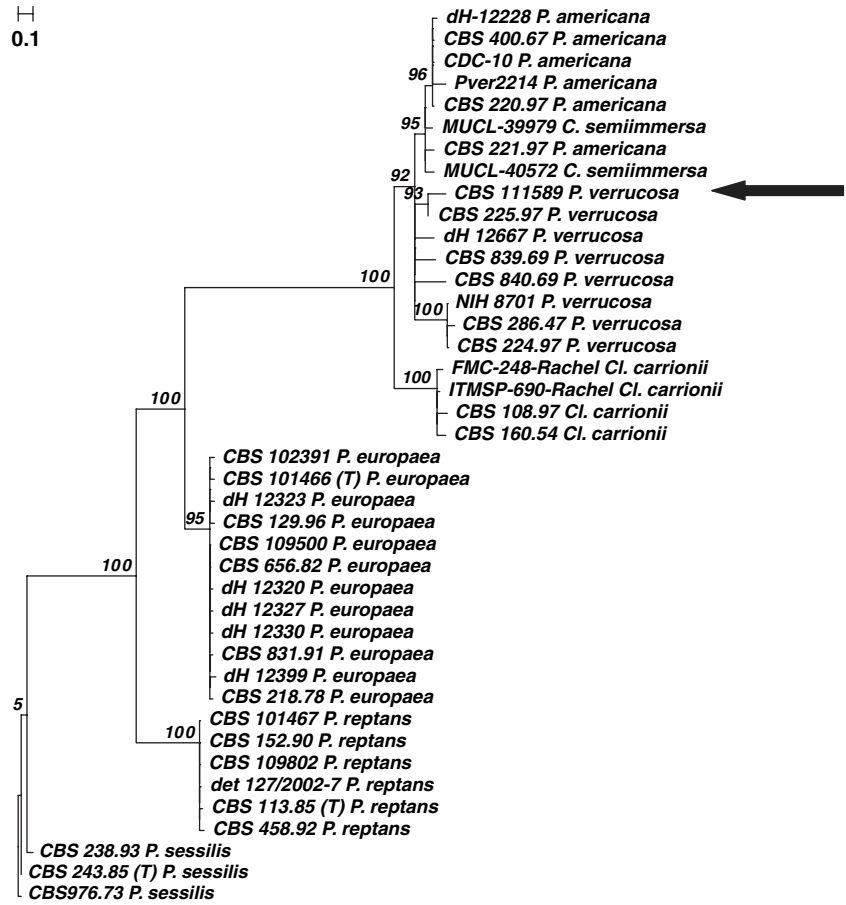 0.1
dH-12228 P. americana
CBS 400.67 P. americana
CDC-10 P. americana
96
Pver2214 P. americana
CBS 220.97 P. americana
95
MUCL-39979 C. semiimmersa
CBS 221.97 P. americana
MUCL-40572 C. semiimmersa
92
93
CBS 111589 P. verrucosa
CBS 225.97 P. verrucosa
dH 12667 P. verrucosa
CBS 839.69 P. verrucosa
100
CBS 840.69 P. verrucosa
NIH 8701 P. verrucosa
100
CBS 286.47 P. verrucosa
CBS 224.97 P. verrucosa
FMC-248-Rachel Cl. carrionii
100
ITMSP-690-Rachel Cl. carrionii
100
CBS 108.97 Cl. carrionii
CBS 160.54 Cl. carrionii
CBS 102391 P. europaea
CBS 101466 (T) P. europaea
dH 12323 P. europaea
95
CBS 129.96 P. europaea
CBS 109500 P. europaea
100
CBS 656.82 P. europaea
dH 12320 P. europaea
dH 12327 P. europaea
dH 12330 P. europaea
CBS 831.91 P. europaea
dH 12399 P. europaea
CBS 218.78 P. europaea
5
CBS 101467 P. reptans
100
CBS 152.90 P. reptans
CBS 109802 P. reptans
det 127/2002-7 P. reptans
CBS 113.85 (T) P. reptans
CBS 458.92 P. reptans
CBS 238.93 P. sessilis
CBS 243.85 (T) P. sessilis
CBS976.73 P. sessilis